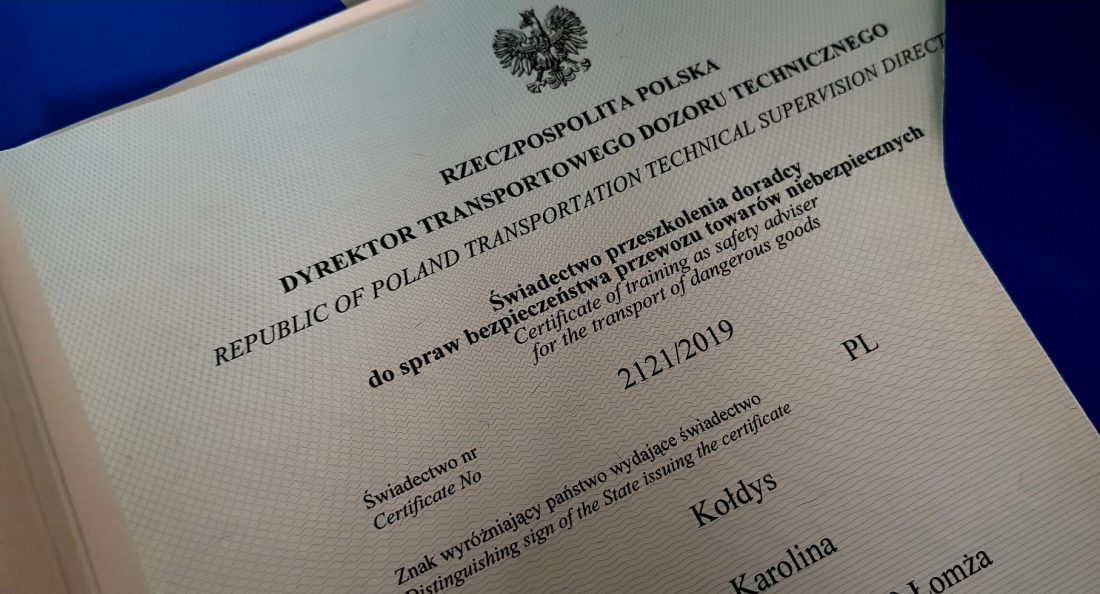 RZECZPOSPOLITA POLSKA
DYREKTOR TRANSPORTOWEGO DOZORU TECHNICZNEGO
REPUBLIC OF POLAND TRANSPORTATION TECHNICAL SUPERVISION DIRECT
Świadectwo przeszkolenia doradcy
do spraw bezpieczeństwa przewozu towarów niebezpiecznych
Certificate of training as safety adviser
for the transport of dangerous goods
Świadectwo nr
Certificate No
2121/2019
Znak wyróżniający państwo wydające świadectwo
Distinguishing sign of the State issuing the certificate
PL
Kołdys
Karolina
Łomża